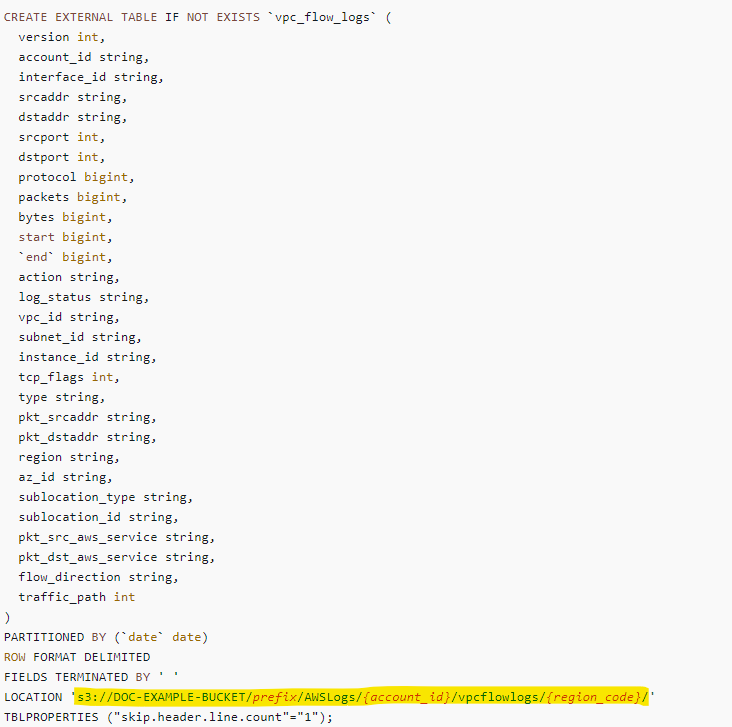 CREATE EXTERNAL TABLE IF NOT EXISTS `vpc_flow_logs` (
  version int,
  account_id string,
  interface_id string,
  srcaddr string,
  dstaddr string,
  srcport int,
  dstport int,
  protocol bigint,
  packets bigint,
  bytes bigint,
  start bigint,
  `end` bigint,
  action string,
  log_status string,
  vpc_id string,
  subnet_id string,
  instance_id string,
  tcp_flags int,
  type string,
  pkt_srcaddr string,
  pkt_dstaddr string,
  region string,
  az_id string,
  sublocation_type string,
  sublocation_id string,
  pkt_src_aws_service string,
  pkt_dst_aws_service string,
  flow_direction string,
  traffic_path int
)
PARTITIONED BY (`date` date)
ROW FORMAT DELIMITED
FIELDS TERMINATED BY ' '
LOCATION 's3://DOC-EXAMPLE-BUCKET/prefix/AWSLogs/{account_id}/vpcflowlogs/{region_code}/'
TBLPROPERTIES ("skip.header.line.count"="1");